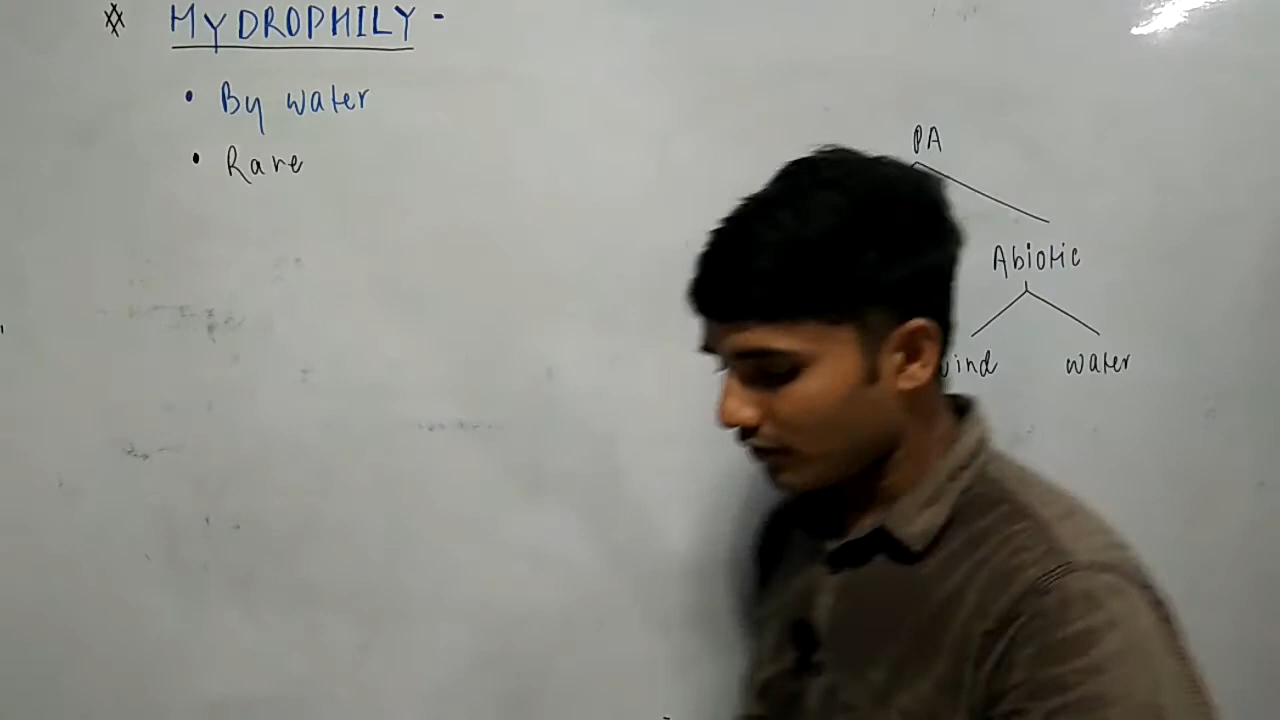 HYDROPHILY -
• By water
• Rare
PA
Abiotic
wind water